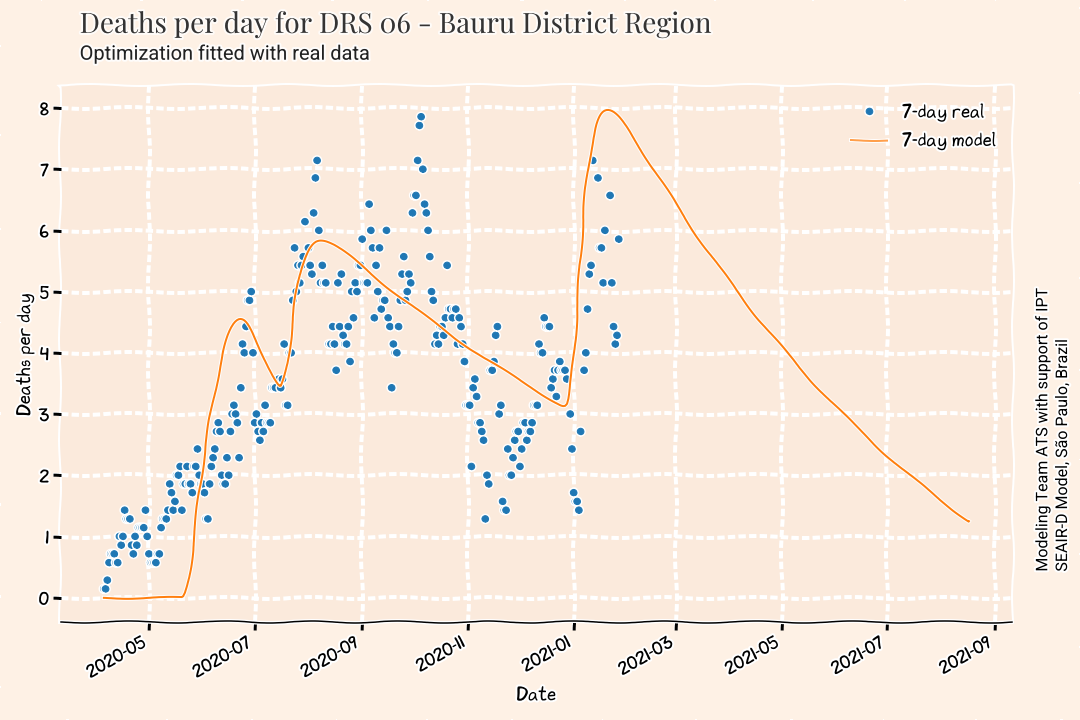 Deaths per day for DRS 06 - Bauru District Region
Optimization fitted with real data
7-day real
7-day model
Deaths per day
8
7
6
5
4
3
2
1
0
2020-05
2020-07
2020-09
2020-11
2021-01
2021-03
2021-05
2021-07
2021-09
Date
Modeling Team ATS with support of IPT
SEAIR-D Model, São Paulo, Brazil